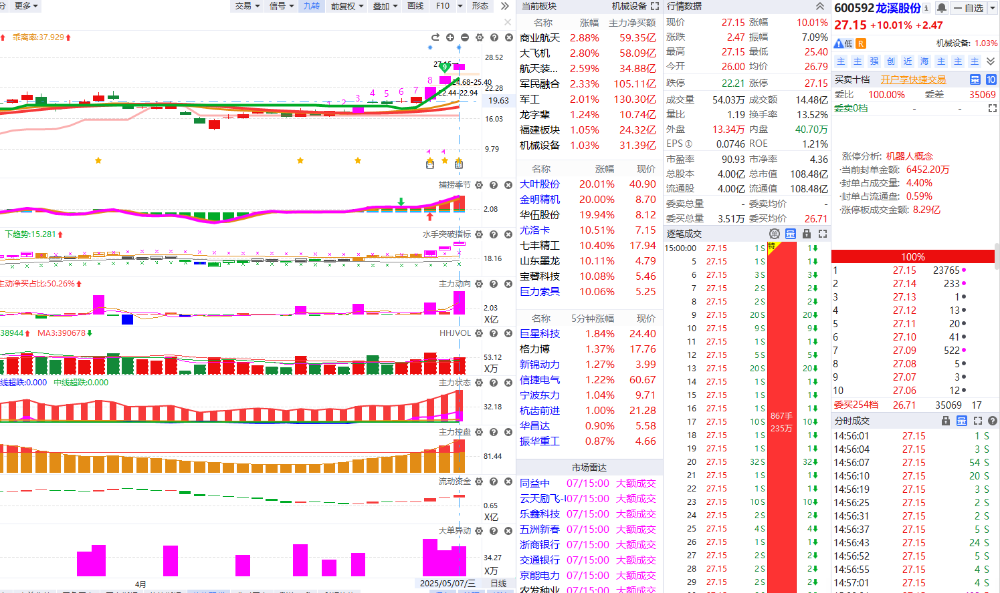 分 更多 交易 信号 九转 前复权 叠加 画线 F10 形态
乖离率:37.929
28.52
27.15
9
24.68-25.40
22.28
22.44-22.94
19.63
1 2 3 4 5 6 7 8
16.03
9.79
捕捞季节
2.08
下趋势:15.281
水手突破指标
18.16
主动净买占比:50.26%
主力动向
2.03
X亿
38944 MA3:390678
HHJVOL
53.12
X万
线超跌:0.000 中线超跌:0.000
主力状态
32.18
主力控盘
81.44
流动资金
0.65
X亿
大单异动
34.27
X万
4月 2025/05/07/三 日线
当前板块 机械设备
名称 涨幅 主力净买额
商业航天 2.88% 59.35亿
大飞机 2.80% 58.09亿
航天装... 2.59% 34.88亿
军民融合 2.33% 105.11亿
军工 2.01% 130.30亿
龙字辈 1.24% 10.74亿
福建板块 1.05% 24.32亿
机械设备 1.03% 31.39亿
名称 涨幅 现价
大叶股份 20.01% 40.90
金明精机 20.00% 8.70
华伍股份 19.94% 8.12
尤洛卡 10.51% 7.15
七丰精工 10.40% 17.94
山东墨龙 10.11% 4.79
宝馨科技 10.08% 5.46
巨力索具 10.06% 5.25
名称 5分钟涨幅 现价
巨星科技 1.84% 24.40
格力博 1.37% 17.76
新锦动力 1.27% 3.99
信捷电气 1.22% 60.67
宁波东力 1.04% 9.71
杭齿前进 1.00% 21.28
华昌达 0.90% 5.58
振华重工 0.87% 4.66
市场雷达
同益中 07/15:00 大额成交
云天励飞-U 07/15:00 大额成交
乐鑫科技 07/15:00 大额成交
五洲新春 07/15:00 大额成交
浙商银行 07/15:00 大额成交
交通银行 07/15:00 大额成交
京能电力 07/15:00 大额成交
农发种业 07/15:00 大额成交
行情数据
现价 27.15 涨幅 10.01%
涨跌 2.47 振幅 7.09%
最高 27.15 最低 25.40
今开 26.00 均价 26.79
跌停 22.21 涨停 27.15
成交量 54.03万 成交额 14.48亿
量比 1.19 换手率 13.52%
外盘 13.34万 内盘 40.70万
EPS① 0.0746 ROE 1.21%
市盈率 90.93 市净率 4.36
总股本 4.00亿 总市值 108.48亿
流通股 4.00亿 流通值 108.48亿
委卖总量 - 委卖均价 -
委买总量 3.51万 委买均价 26.71
逐笔成交 单 量
特
15:00:00 27.15 1 S 1
5 27.15 1 S 1
6 27.15 3 S 3
7 27.15 2 S 2
8 27.15 2 S 2
9 27.15 20 S 20
10 27.15 9 S 9
11 27.15 1 S 1
12 27.15 5 S 5
13 27.15 20 S 20
14 27.15 1 S 1
15 27.15 1 S 1
16 27.15 1 S 1
17 27.15 10 S 10
18 27.15 1 S 1
19 27.15 1 S 1
20 27.15 32 S 32
21 27.15 1 S 1
22 27.15 1 S 1
23 27.15 10 S 10
24 27.15 2 S 2
25 27.15 4 S 4
26 27.15 1 S 1
27 27.15 2 S 2
28 27.15 2 S 2
29 27.15 2 S 2
30 27.15 1 S 1
867手
235万
600592 龙溪股份 自选
27.15 +10.01% +2.47
低 R 机械设备: 1.03%
主 主 强 创 近 海 主 主 主
买卖十档 开户享快捷交易 量 10
委比 100.00% 委差 35069
委卖0档 - -
涨停分析: 机器人概念
·当前封单金额: 6452.20万
·封单占成交量: 4.40%
·封单占流通盘: 0.59%
·涨停板成交金额: 8.29亿
100%
1 27.15 23765
2 27.14 233
3 27.13 1
4 27.12 13
5 27.11 20
6 27.10 41
7 27.09 522
8 27.08 5
9 27.07 3
10 27.06 12
委买254档 26.71 35069 17
分时成交 量
14:56:01 27.15 1 S
14:56:04 27.15 3 S
14:56:07 27.15 54 S
14:56:10 27.15 20 S
14:56:19 27.15 3 S
14:56:25 27.15 2 S
14:56:31 27.15 2 S
14:56:37 27.15 5 S
14:56:43 27.15 24 S
14:56:52 27.15 5 S
14:56:55 27.15 4 S
14:57:01 27.15 4 S